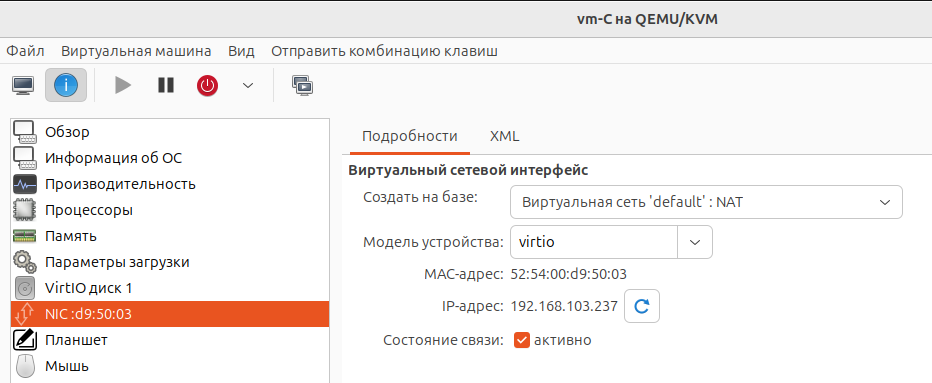 vm-C на QEMU/KVM
Файл Виртуальная машина Вид Отправить комбинацию клавиш
Обзор
Информация об ОС
Производительность
Процессоры
Память
Параметры загрузки
VirtIO диск 1
NIC :d9:50:03
Планшет
Мышь
Подробности XML
Виртуальный сетевой интерфейс
Создать на базе: Виртуальная сеть 'default' : NAT
Модель устройства: virtio
MAC-адрес: 52:54:00:d9:50:03
IP-адрес: 192.168.103.237
Состояние связи: активно